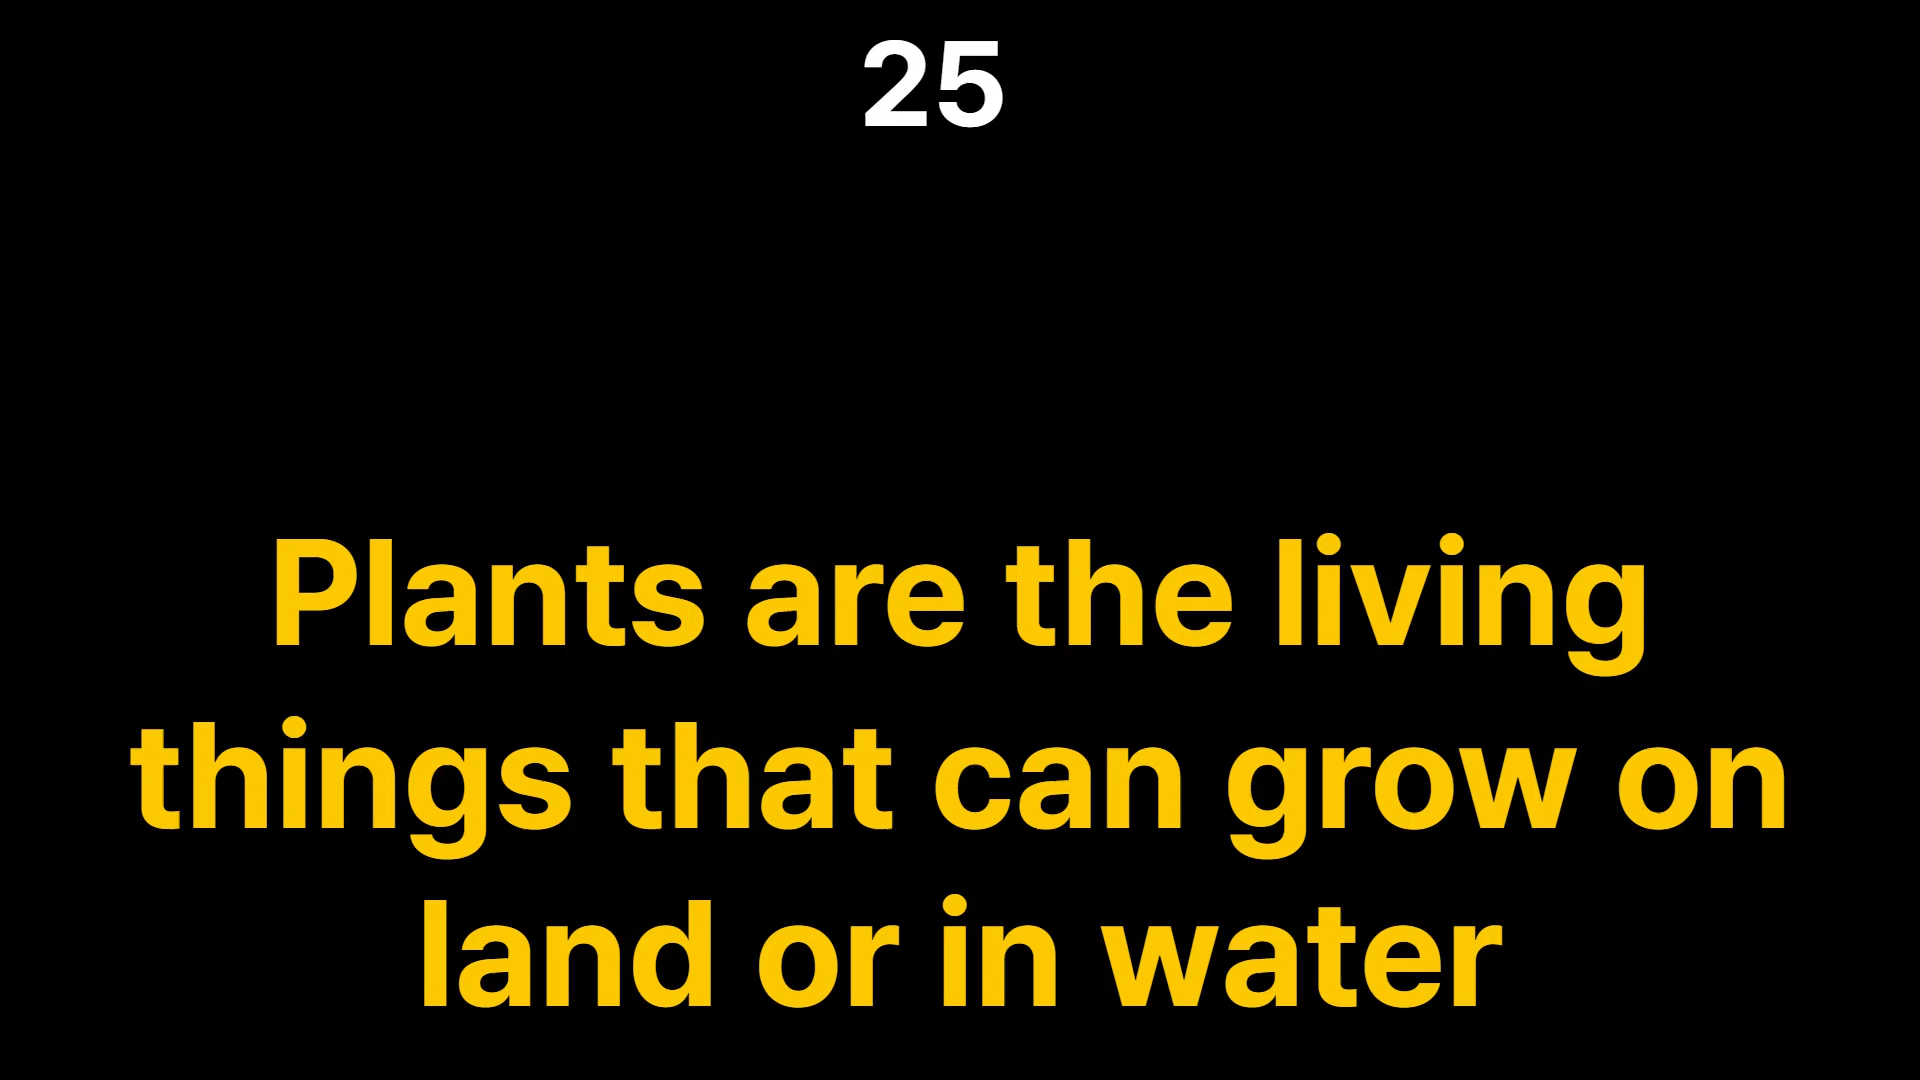 25
Plants are the living
things that can grow on
land or in water